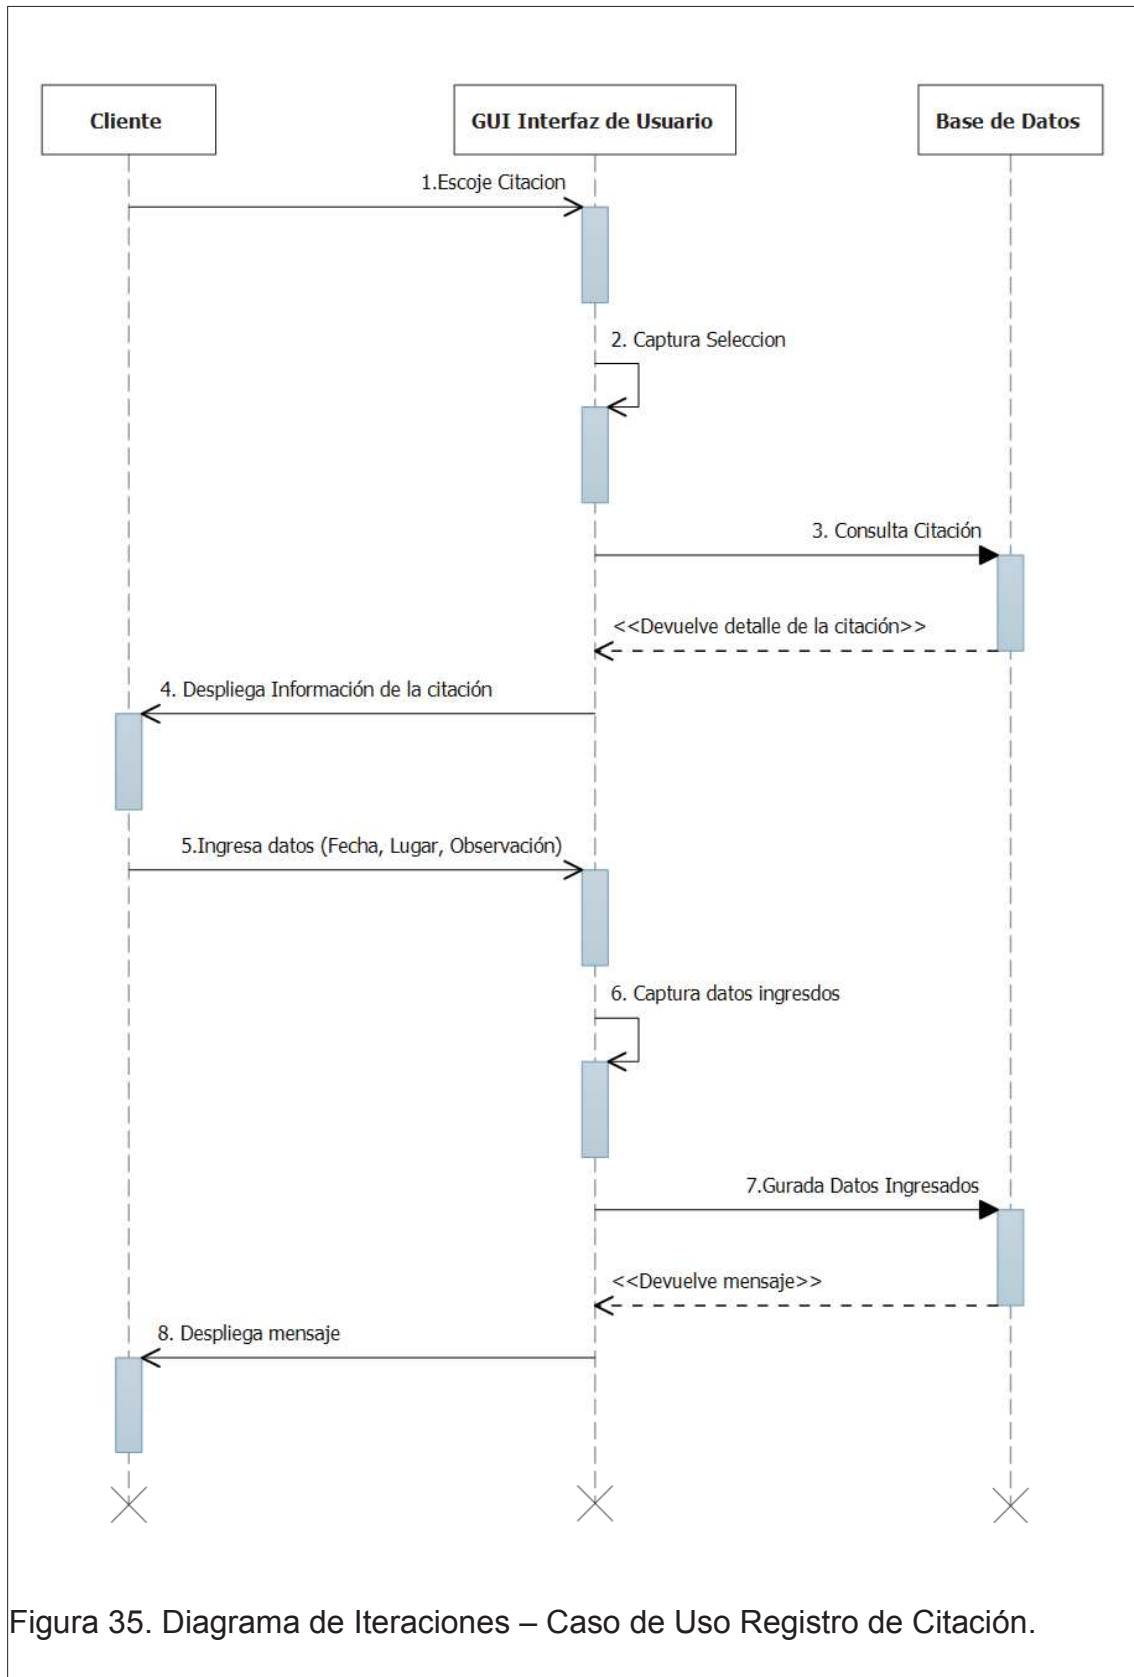 Cliente
GUI Interfaz de Usuario
Base de Datos
1.Escoje Citacion
2. Captura Seleccion
3. Consulta Citación
<<Devuelve detalle de la citación>>
4. Despliega Información de la citación
5.Ingresa datos (Fecha, Lugar, Observación)
6. Captura datos ingresdos
7.Gurada Datos Ingresados
<<Devuelve mensaje>>
8. Despliega mensaje
Figura 35. Diagrama de Iteraciones – Caso de Uso Registro de Citación.